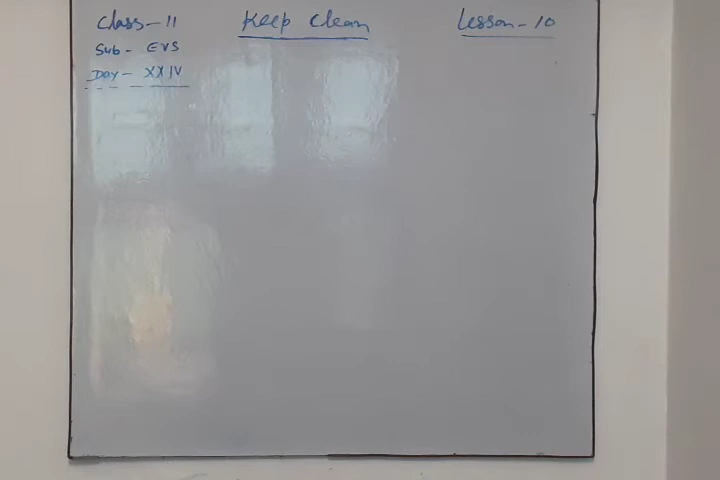 Class - II
Keep Clean
Lesson - 10
Sub - EVS
Day - XXIV